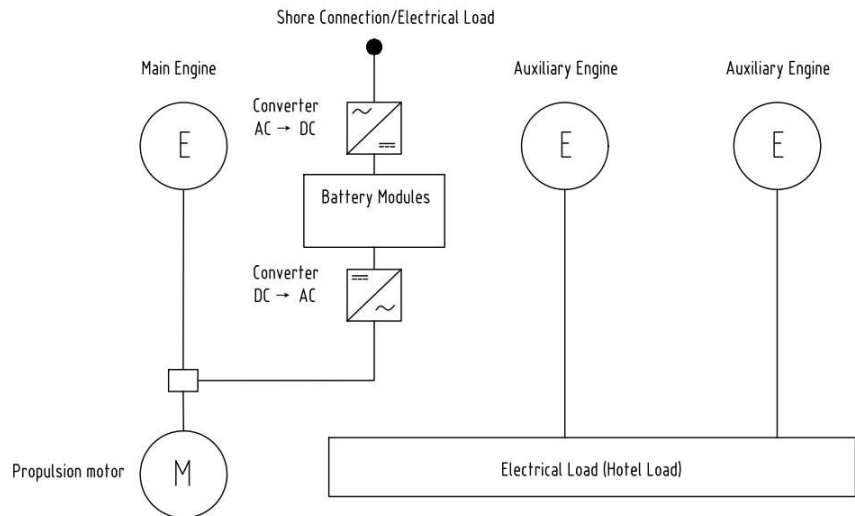 Shore Connection/Electrical Load
Main Engine
Auxiliary Engine
Auxiliary Engine
Converter
AC → DC
E
E
E
Battery Modules
Converter
DC → AC
Propulsion motor
M
Electrical Load (Hotel Load)